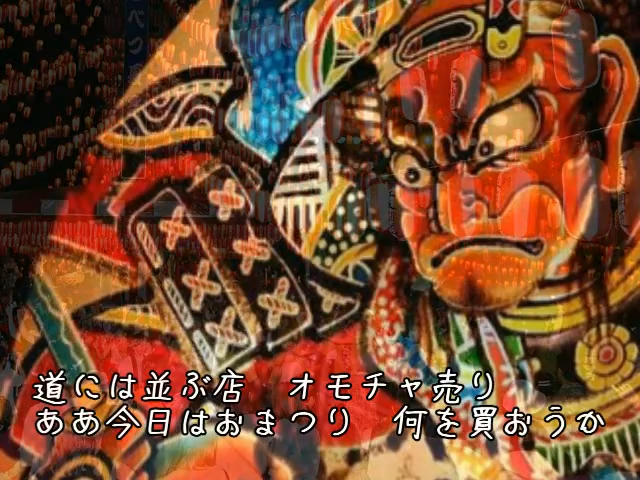 道には並ぶ店　オモチャ売り
ああ今日はおまつり　何を買おうか